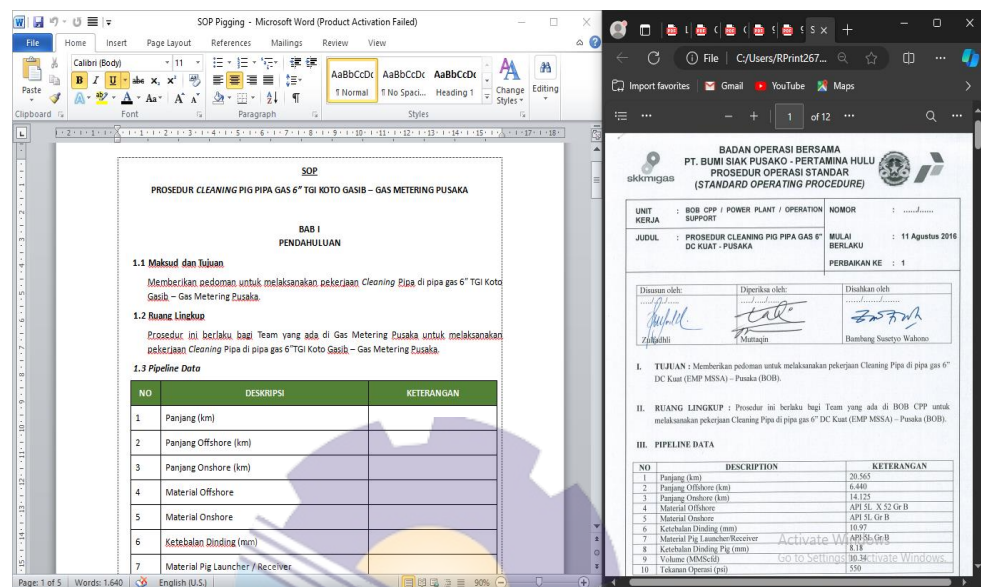 SOP Pigging - Microsoft Word (Product Activation Failed)
File Home Insert Page Layout References Mailings Review View
Paste
Clipboard
Calibri (Body) 11
B I U abc x₂ x²
Aa A A
Font
Paragraph
AaBbCcDc AaBbCcDc AaBbCcDc
¶ Normal ¶ No Spaci... Heading 1
Change Styles
Styles
Editing
SOP
PROSEDUR CLEANING PIG PIPA GAS 6" TGI KOTO GASIB – GAS METERING PUSAKA
BAB I
PENDAHULUAN
1.1 Maksud dan Tujuan
Memberikan pedoman untuk melaksanakan pekerjaan Cleaning Pipa di pipa gas 6" TGI Koto
Gasib – Gas Metering Pusaka.
1.2 Ruang Lingkup
Prosedur ini berlaku bagi Team yang ada di Gas Metering Pusaka untuk melaksanakan
pekerjaan Cleaning Pipa di pipa gas 6"TGI Koto Gasib – Gas Metering Pusaka.
1.3 Pipeline Data
NO DESKRIPSI KETERANGAN
1 Panjang (km)
2 Panjang Offshore (km)
3 Panjang Onshore (km)
4 Material Offshore
5 Material Onshore
6 Ketebalan Dinding (mm)
7 Material Pig Launcher / Receiver
Page: 1 of 5 Words: 1.640 English (U.S.) 90%
File C:/Users/RPrint267...
Import favorites Gmail YouTube Maps
1 of 12
skkmigas
BADAN OPERASI BERSAMA
PT. BUMI SIAK PUSAKO - PERTAMINA HULU
PROSEDUR OPERASI STANDAR
(STANDARD OPERATING PROCEDURE)
UNIT KERJA : BOB CPP / POWER PLANT / OPERATION SUPPORT
NOMOR : ....../......
JUDUL : PROSEDUR CLEANING PIG PIPA GAS 6" DC KUAT - PUSAKA
MULAI BERLAKU : 11 Agustus 2016
PERBAIKAN KE : 1
Disusun oleh: Diperiksa oleh: Disahkan oleh
Zulfadhli Muttaqin Bambang Susetyo Wahono
I. TUJUAN : Memberikan pedoman untuk melaksanakan pekerjaan Cleaning Pipa di pipa gas 6"
DC Kuat (EMP MSSA) – Pusaka (BOB).
II. RUANG LINGKUP : Prosedur ini berlaku bagi Team yang ada di BOB CPP untuk
melaksanakan pekerjaan Cleaning Pipa di pipa gas 6" DC Kuat (EMP MSSA) – Pusaka (BOB).
III. PIPELINE DATA
NO DESCRIPTION KETERANGAN
1 Panjang (km) 20.565
2 Panjang Offshore (km) 6.440
3 Panjang Onshore (km) 14.125
4 Material Offshore API 5L X 52 Gr B
5 Material Onshore API 5L Gr B
6 Ketebalan Dinding (mm) 10.97
7 Material Pig Launcher/Receiver API 5L Gr B
8 Ketebalan Dinding Pig (mm) 8.18
9 Volume (MMScfd) 10.34
10 Tekanan Operasi (psi) 550
Activate Windows
Go to Settings to activate Windows.